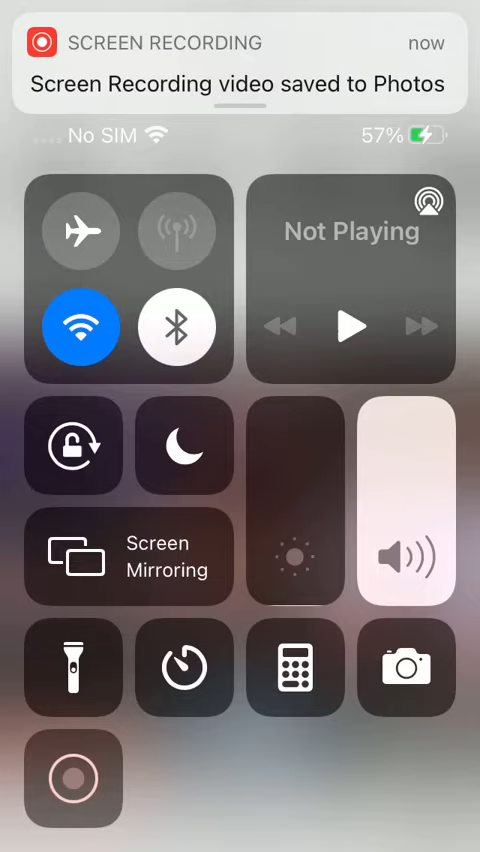 SCREEN RECORDING now
Screen Recording video saved to Photos
No SIM 57%
Not Playing
Screen
Mirroring